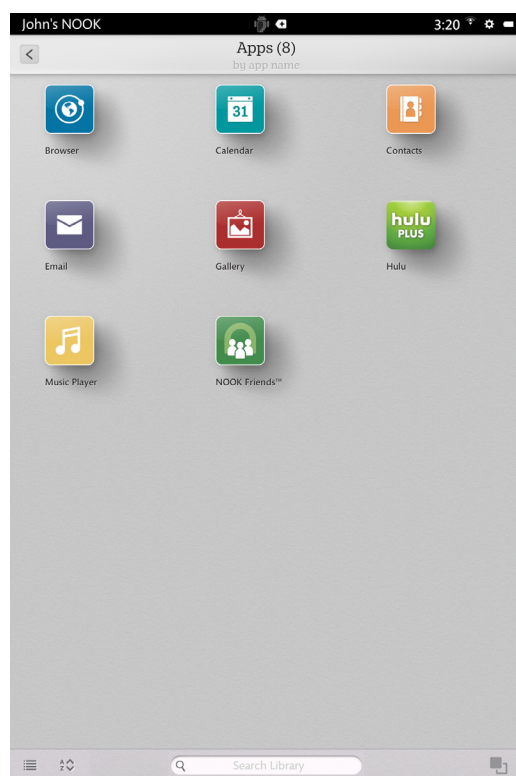 John's NOOK 3:20
Apps (8)
by app name
31
Browser Calendar Contacts
hulu
PLUS
Email Gallery Hulu
Music Player NOOK Friends™
A
Z
Search Library